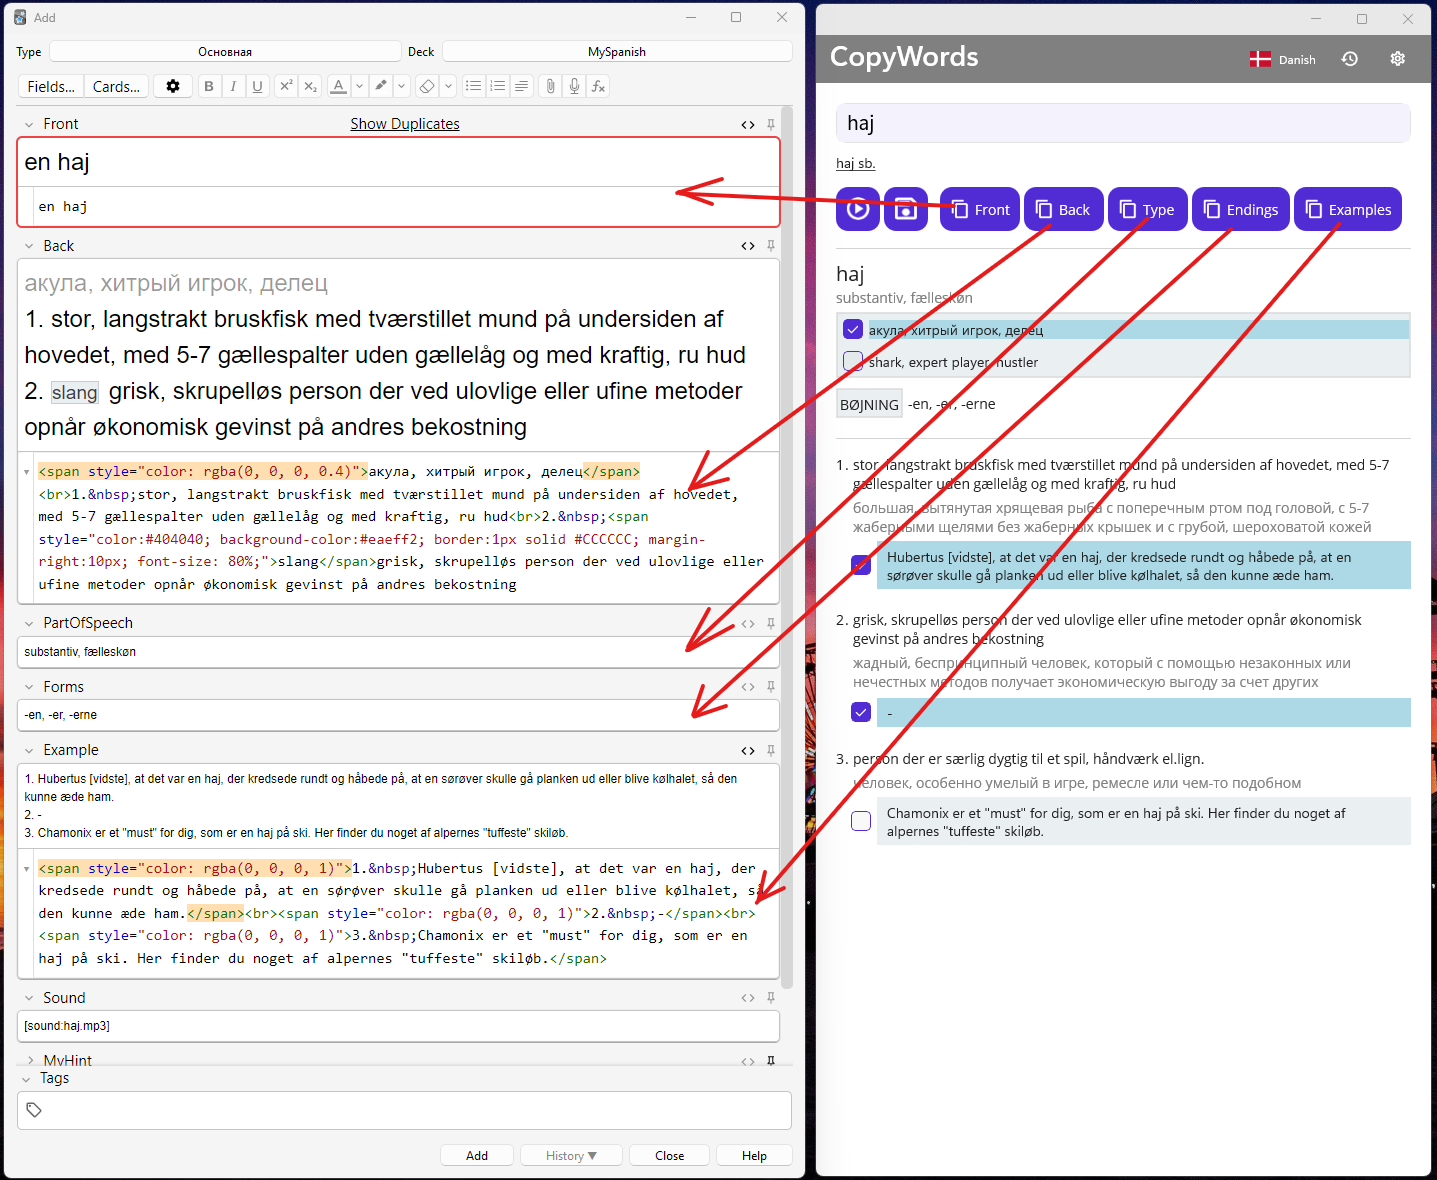 Add
Type
Основная
Deck
MySpanish
Fields...
Cards...
B I U x² x₂ A fx
Front
Show Duplicates
en haj
en haj
Back
акула, хитрый игрок, делец
1. stor, langstrakt bruskfisk med tværstillet mund på undersiden af
hovedet, med 5-7 gællespalter uden gællelåg og med kraftig, ru hud
2. slang grisk, skrupelløs person der ved ulovlige eller ufine metoder
opnår økonomisk gevinst på andres bekostning
<span style="color: rgba(0, 0, 0, 0.4)">акула, хитрый игрок, делец</span>
<br>1.&nbsp;stor, langstrakt bruskfisk med tværstillet mund på undersiden af hovedet,
med 5-7 gællespalter uden gællelåg og med kraftig, ru hud<br>2.&nbsp;<span
style="color:#404040; background-color:#eaeff2; border:1px solid #CCCCCC; margin-
right:10px; font-size: 80%;">slang</span>grisk, skrupelløs person der ved ulovlige eller
ufine metoder opnår økonomisk gevinst på andres bekostning
PartOfSpeech
substantiv, fælleskøn
Forms
-en, -er, -erne
Example
1. Hubertus [vidste], at det var en haj, der kredsede rundt og håbede på, at en sørøver skulle gå planken ud eller blive kølhalet, så den
kunne æde ham.
2. -
3. Chamonix er et "must" for dig, som er en haj på ski. Her finder du noget af alpernes "tuffeste" skiløb.
<span style="color: rgba(0, 0, 0, 1)">1.&nbsp;Hubertus [vidste], at det var en haj, der
kredsede rundt og håbede på, at en sørøver skulle gå planken ud eller blive kølhalet, så
den kunne æde ham.</span><br><span style="color: rgba(0, 0, 0, 1)">2.&nbsp;-</span><br>
<span style="color: rgba(0, 0, 0, 1)">3.&nbsp;Chamonix er et "must" for dig, som er en
haj på ski. Her finder du noget af alpernes "tuffeste" skiløb.</span>
Sound
[sound:haj.mp3]
MyHint
Tags
Add
History ▼
Close
Help
CopyWords
Danish
haj
haj sb.
Front
Back
Type
Endings
Examples
haj
substantiv, fælleskøn
акула, хитрый игрок, делец
shark, expert player, hustler
BØJNING -en, -er, -erne
1. stor, langstrakt bruskfisk med tværstillet mund på undersiden af hovedet, med 5-7
gællespalter uden gællelåg og med kraftig, ru hud
большая, вытянутая хрящевая рыба с поперечным ртом под головой, с 5-7
жаберными щелями без жаберных крышек и с грубой, шероховатой кожей
Hubertus [vidste], at det var en haj, der kredsede rundt og håbede på, at en
sørøver skulle gå planken ud eller blive kølhalet, så den kunne æde ham.
2. grisk, skrupelløs person der ved ulovlige eller ufine metoder opnår økonomisk
gevinst på andres bekostning
жадный, беспринципный человек, который с помощью незаконных или
нечестных методов получает экономическую выгоду за счет других
-
3. person der er særlig dygtig til et spil, håndværk el.lign.
человек, особенно умелый в игре, ремесле или чем-то подобном
Chamonix er et "must" for dig, som er en haj på ski. Her finder du noget af
alpernes "tuffeste" skiløb.